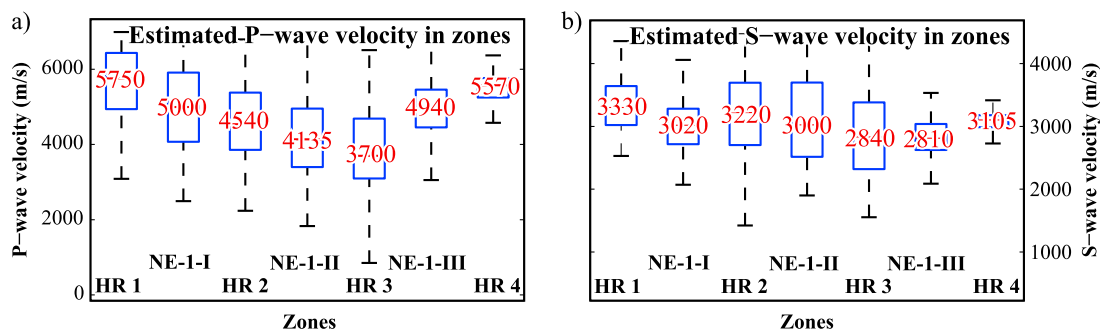 a)
Estimated P−wave velocity in zones
P−wave velocity (m/s)
6000
4000
2000
0
5750
5000
4540
4135
3700
4940
5570
NE-1-I
NE-1-II
NE-1-III
HR 1
HR 2
HR 3
HR 4
Zones
b)
Estimated S−wave velocity in zones
S−wave velocity (m/s)
4000
3000
2000
1000
3330
3020
3220
3000
2840
2810
3105
NE-1-I
NE-1-II
NE-1-III
HR 1
HR 2
HR 3
HR 4
Zones